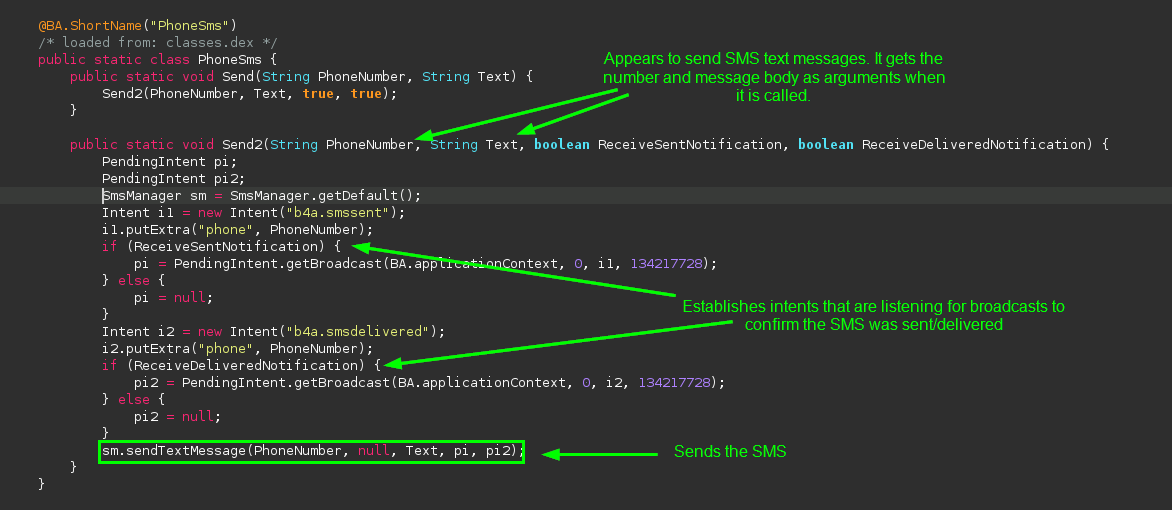 @BA.ShortName("PhoneSms")
/* loaded from: classes.dex */
public static class PhoneSms {
public static void Send(String PhoneNumber, String Text) {
Send2(PhoneNumber, Text, true, true);
}
Appears to send SMS text messages. It gets the
number and message body as arguments when
it is called.
public static void Send2(String PhoneNumber, String Text, boolean ReceiveSentNotification, boolean ReceiveDeliveredNotification) {
PendingIntent pi;
PendingIntent pi2;
SmsManager sm = SmsManager.getDefault();
Intent i1 = new Intent("b4a.smssent");
i1.putExtra("phone", PhoneNumber);
if (ReceiveSentNotification) {
pi = PendingIntent.getBroadcast(BA.applicationContext, 0, i1, 134217728);
} else {
pi = null;
}
Establishes intents that are listening for broadcasts to
confirm the SMS was sent/delivered
Intent i2 = new Intent("b4a.smsdelivered");
i2.putExtra("phone", PhoneNumber);
if (ReceiveDeliveredNotification) {
pi2 = PendingIntent.getBroadcast(BA.applicationContext, 0, i2, 134217728);
} else {
pi2 = null;
}
sm.sendTextMessage(PhoneNumber, null, Text, pi, pi2);
Sends the SMS
}
}